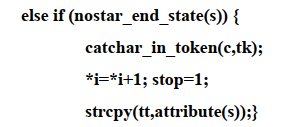 else if (nostar_end_state(s)) {
catchar_in_token(c,tk);
*i=*i+1; stop=1;
strcpy(tt,attribute(s));}